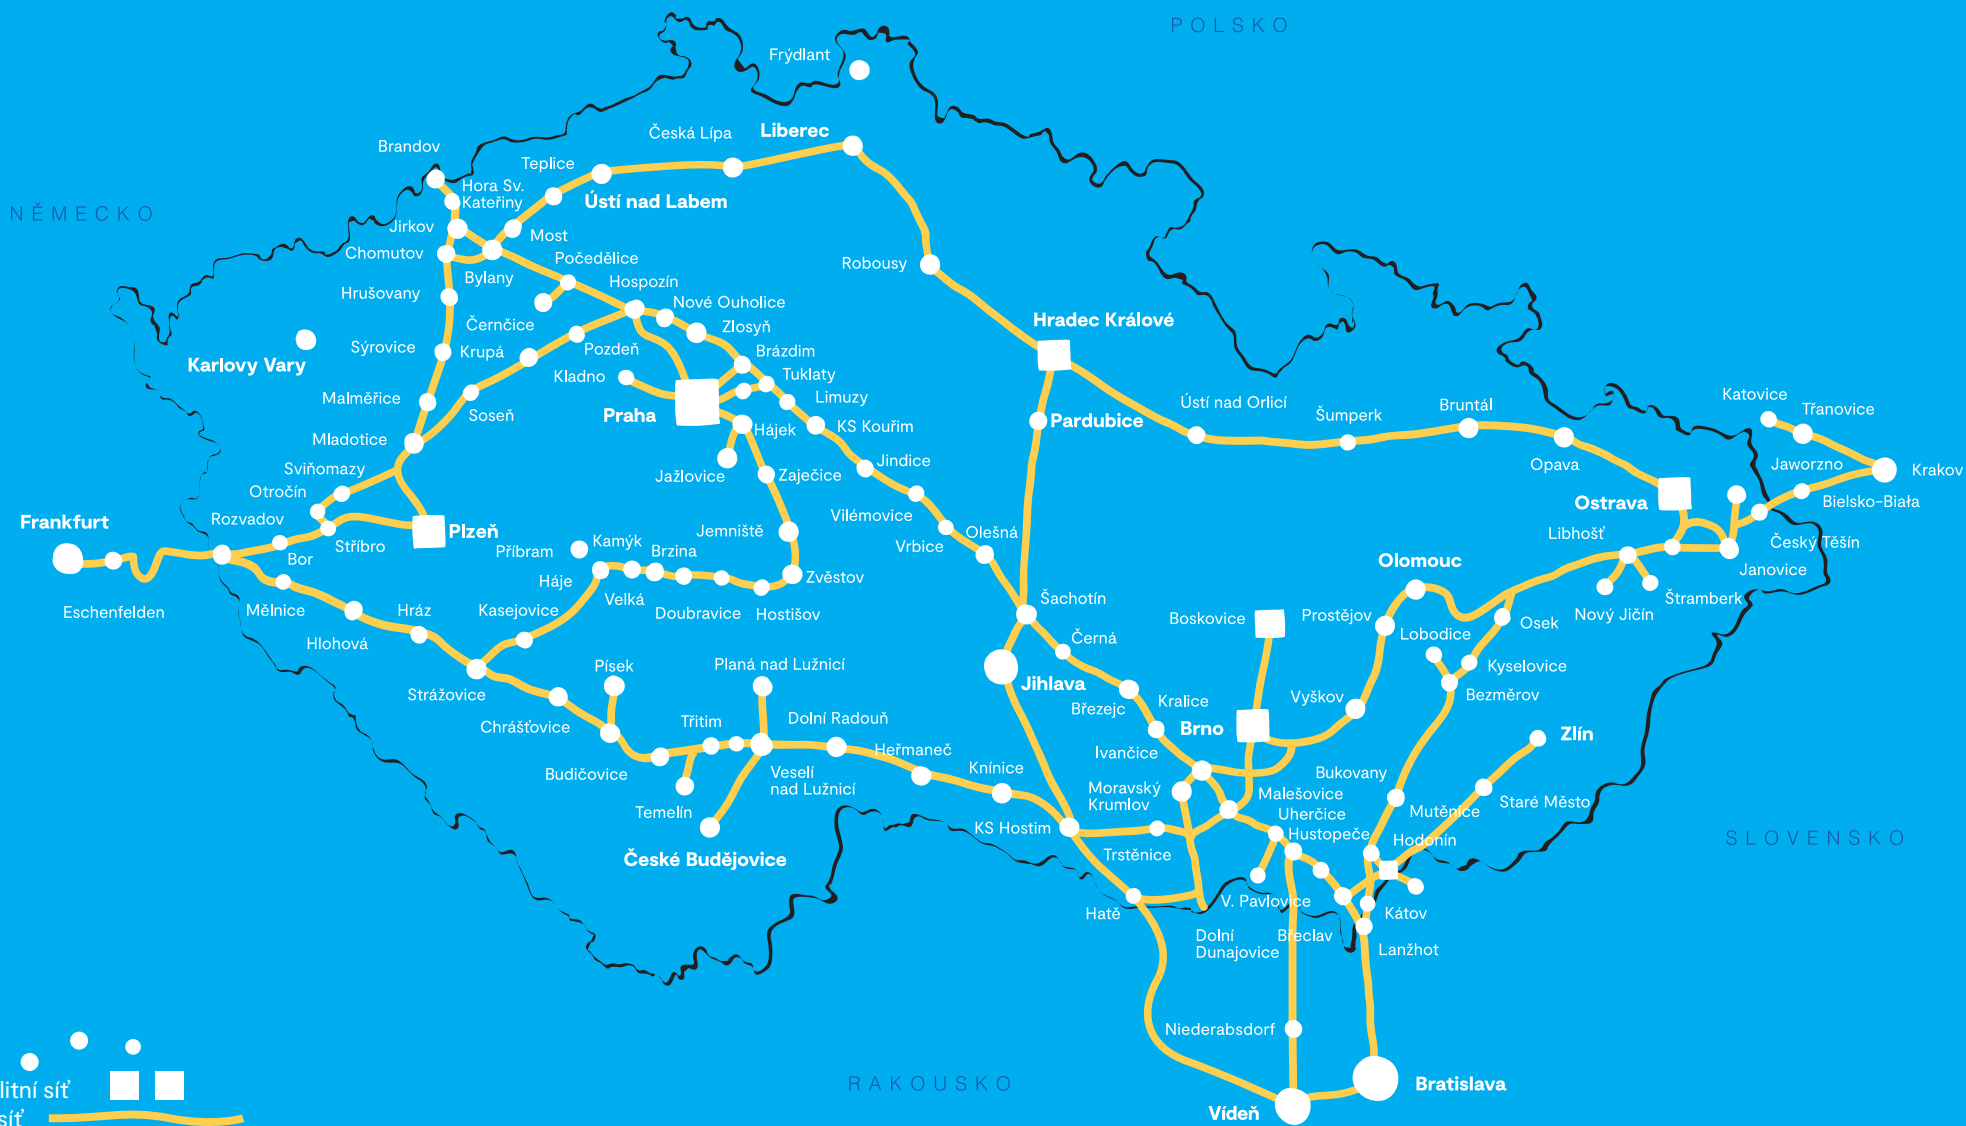 POLSKO
Frýdlant
Česká Lípa
Liberec
Brandov
Teplice
Hora Sv.
Kateřiny
Ústí nad Labem
NĚMECKO
Jirkov
Most
Chomutov
Počedělice
Bylany
Hospozín
Robousy
Hrušovany
Nové Ouholice
Černčice
Zlosyň
Hradec Králové
Sýrovice
Krupá
Pozdeň
Brázdim
Karlovy Vary
Kladno
Tuklaty
Malměřice
Limuzy
Soseň
Praha
Hájek
KS Kouřim
Pardubice
Ústí nad Orlicí
Šumperk
Bruntál
Katovice
Třanovice
Mladotice
Jindice
Opava
Jaworzno
Krakov
Sviňomazy
Jažlovice
Zaječice
Otročín
Vilémovice
Ostrava
Bielsko-Biała
Rozvadov
Frankfurt
Plzeň
Jemniště
Olešná
Libhošť
Český Těšín
Bor
Stříbro
Příbram
Kamýk
Brzina
Vrbice
Olomouc
Janovice
Háje
Zvěstov
Eschenfelden
Mělnice
Hráz
Kasejovice
Velká
Doubravice
Hostišov
Šachotín
Boskovice
Prostějov
Nový Jičín
Štramberk
Osek
Hlohová
Černá
Lobodice
Písek
Planá nad Lužnicí
Kyselovice
Strážovice
Jihlava
Bezměrov
Chrášťovice
Březejc
Kralice
Vyškov
Třitim
Dolní Radouň
Brno
Zlín
Heřmaneč
Ivančice
Budičovice
Veselí
nad Lužnicí
Knínice
Bukovany
Moravský
Krumlov
Malešovice
Staré Město
Temelín
Uherčice
Mutěnice
KS Hostim
Hustopeče
Hodonín
SLOVENSKO
České Budějovice
Trstěnice
V. Pavlovice
Kátov
Hatě
Dolní
Dunajovice
Břeclav
Lanžhot
Niederabsdorf
RAKOUSKO
Bratislava
Vídeň
litní síť
síť